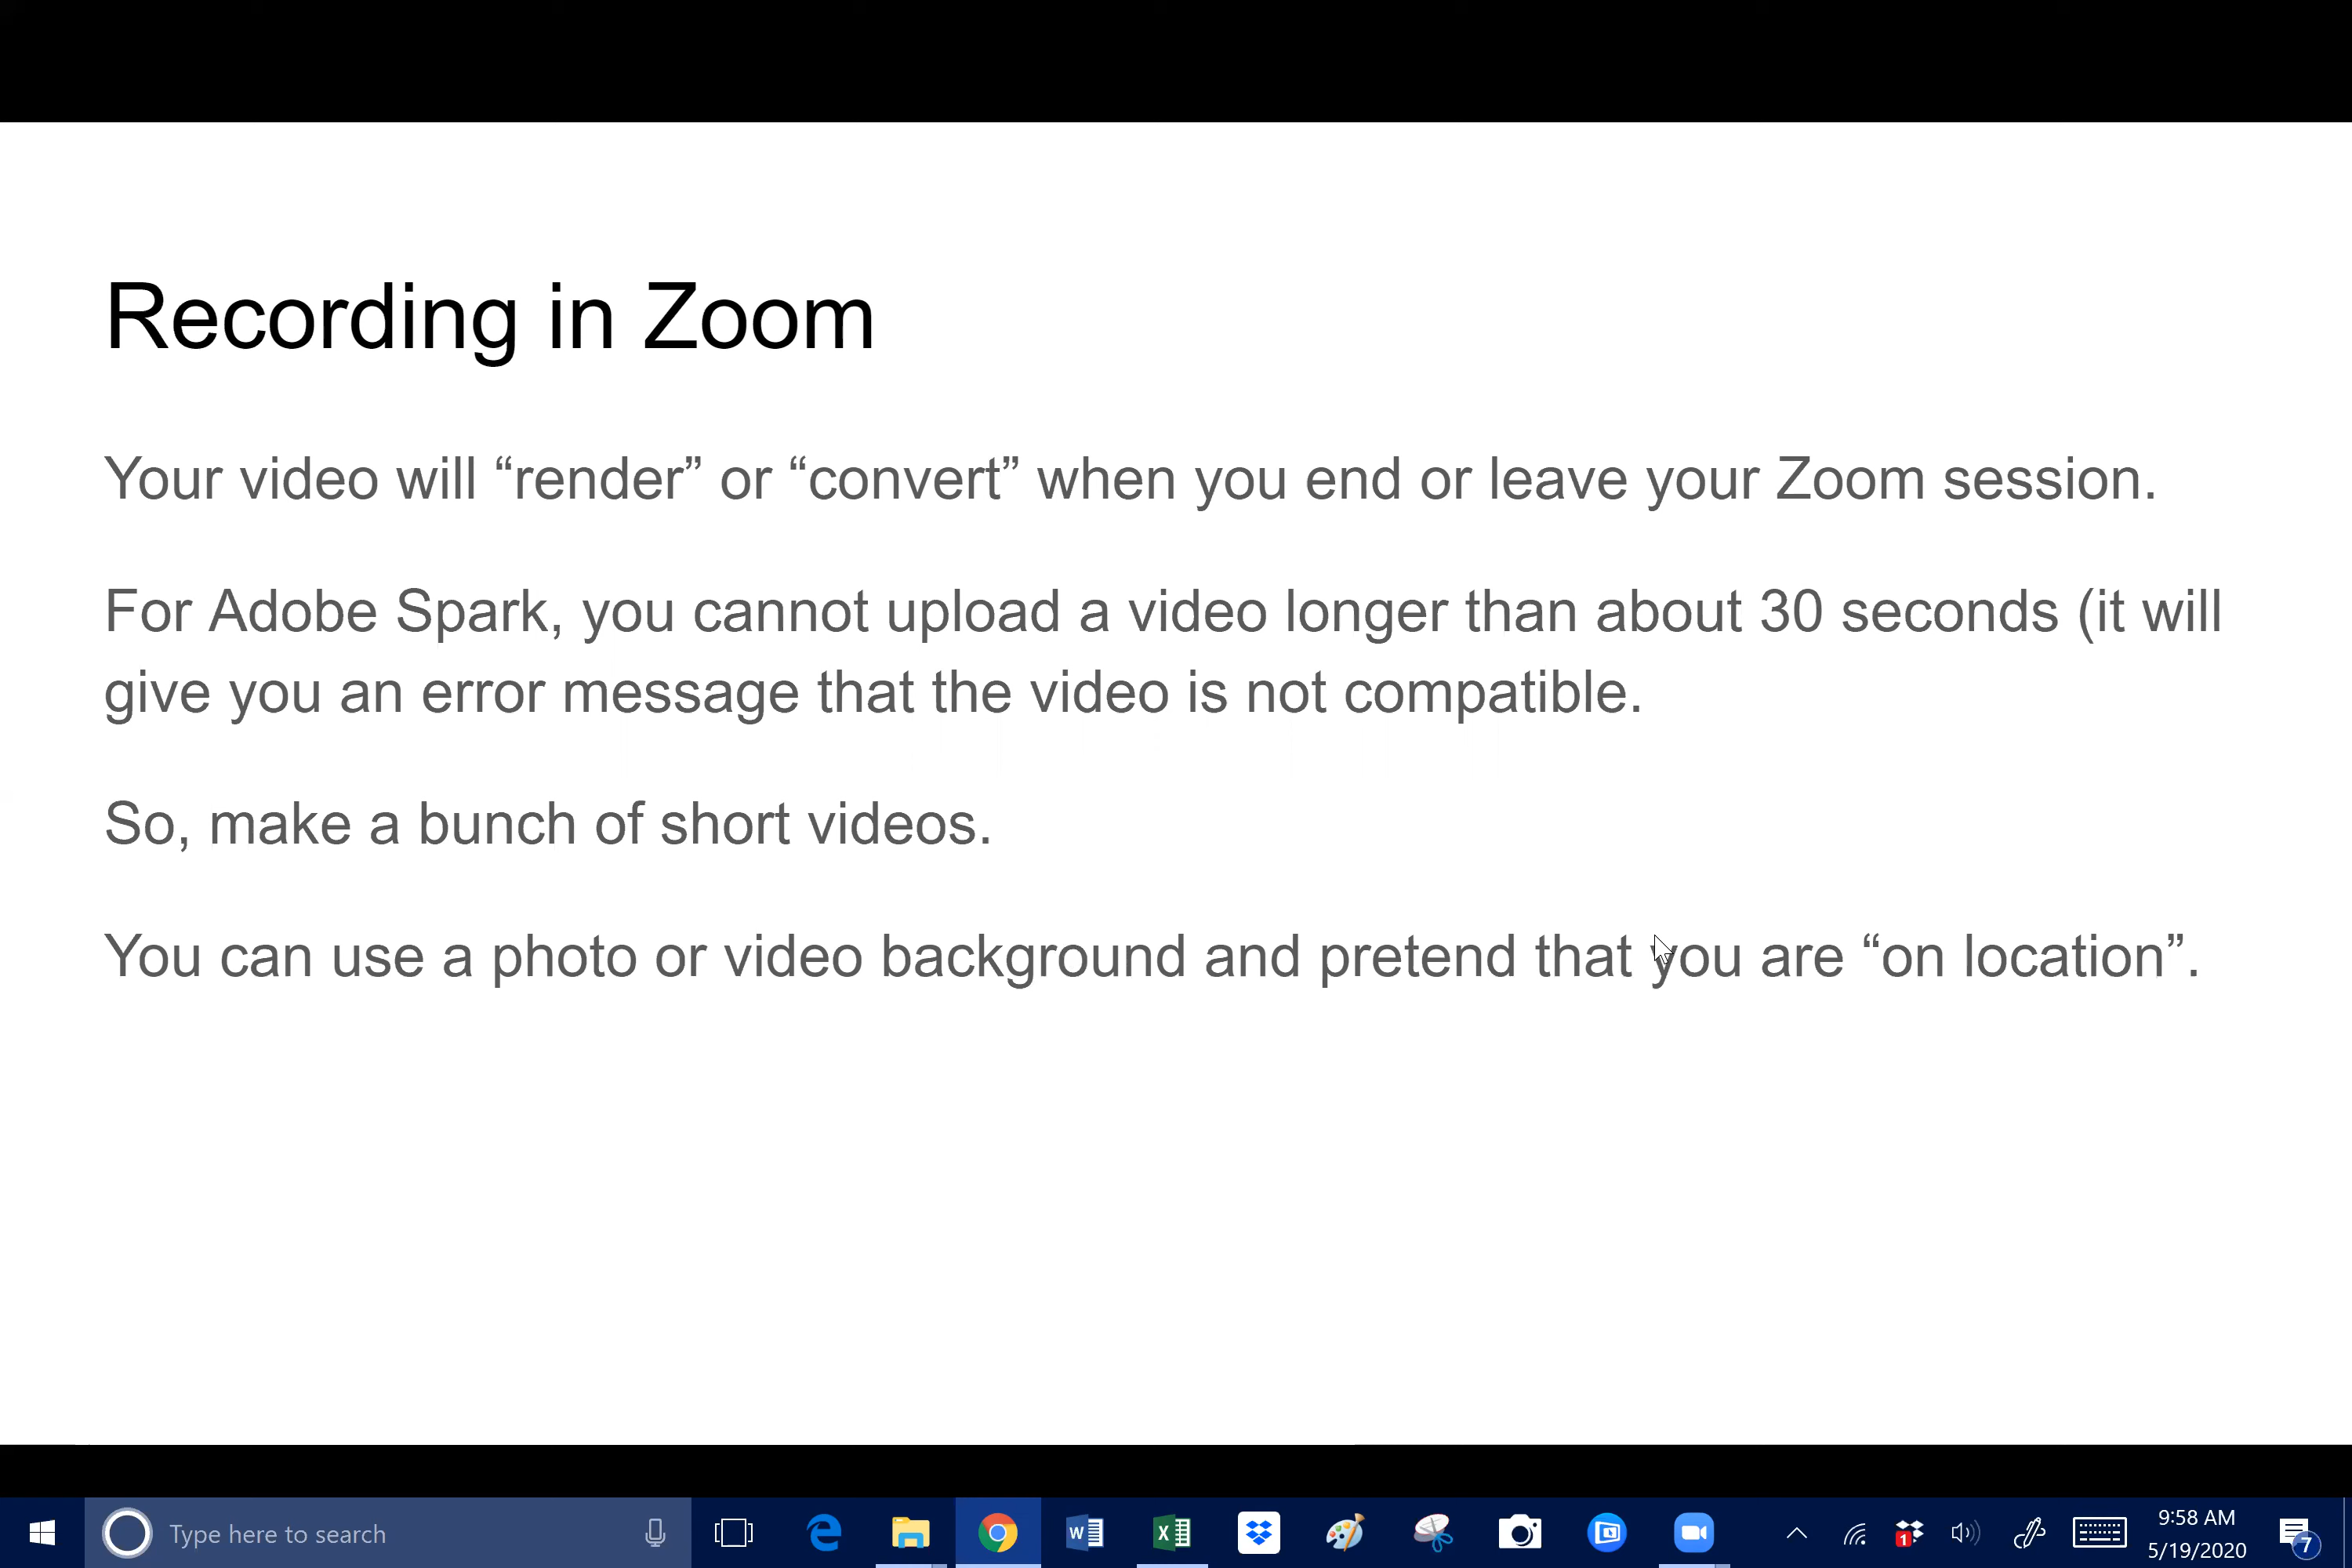 Recording in Zoom
Your video will “render” or “convert” when you end or leave your Zoom session.
For Adobe Spark, you cannot upload a video longer than about 30 seconds (it will
give you an error message that the video is not compatible.
So, make a bunch of short videos.
You can use a photo or video background and pretend that you are “on location”.
Type here to search
W
X
1
9:58 AM
5/19/2020
7